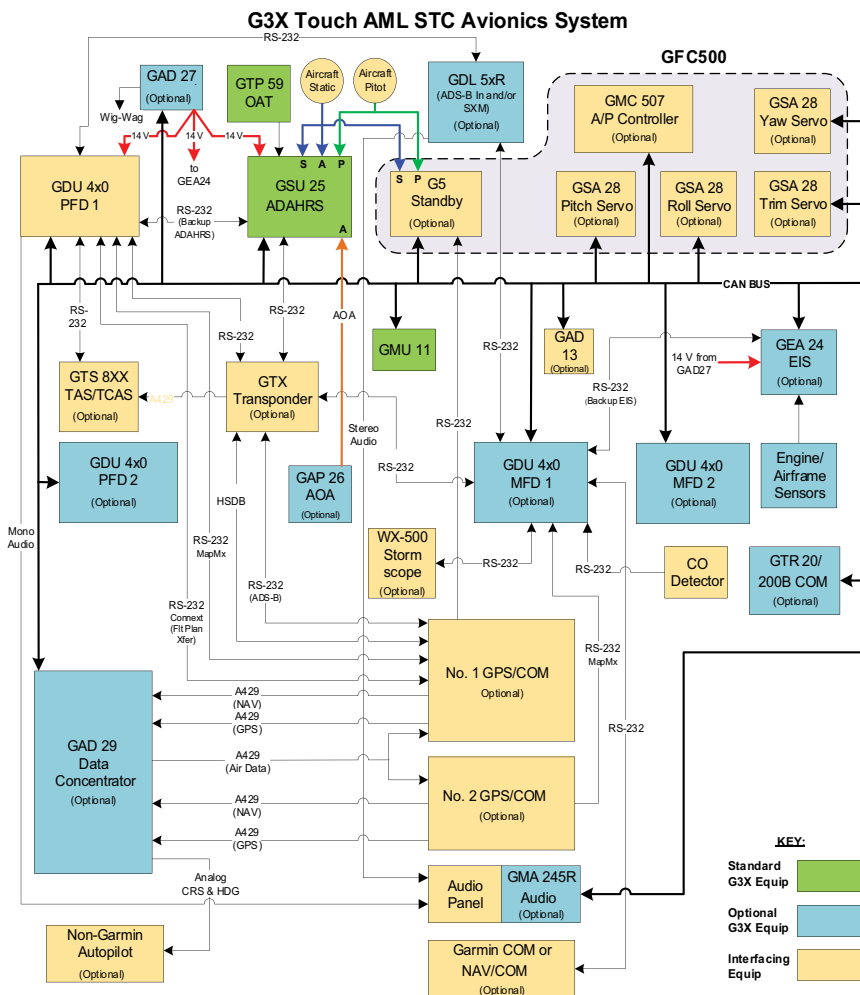 G3X Touch AML STC Avionics System
RS-232
GFC500
GAD 27
(Optional)
Wig-Wag
GTP 59
OAT
Aircraft
Static
Aircraft
Pitot
GDL 5xR
(ADS-B In and/or
SXM)
(Optional)
GMC 507
A/P Controller
(Optional)
GSA 28
Yaw Servo
(Optional)
14 V
14 V
14 V
to
GEA24
GDU 4x0
PFD 1
RS-232
(Backup
ADAHRS)
S
A
P
GSU 25
ADAHRS
A
S
P
G5
Standby
(Optional)
GSA 28
Pitch Servo
(Optional)
GSA 28
Roll Servo
(Optional)
GSA 28
Trim Servo
(Optional)
CAN BUS
RS-
232
RS-232
RS-232
AOA
GMU 11
RS-232
GAD
13
(Optional)
14 V from
GAD27
GEA 24
EIS
(Optional)
RS-232
(Backup EIS)
GTS 8XX
TAS/TCAS
(Optional)
A429
GTX
Transponder
(Optional)
Stereo
Audio
RS-232
RS-232
GDU 4x0
PFD 2
(Optional)
HSDB
GAP 26
AOA
(Optional)
GDU 4x0
MFD 1
(Optional)
GDU 4x0
MFD 2
(Optional)
Engine/
Airframe
Sensors
Mono
Audio
RS-232
MapMx
RS-232
(ADS-B)
WX-500
Storm
scope
(Optional)
RS-232
RS-232
CO
Detector
GTR 20/
200B COM
(Optional)
RS-232
Connext
(Flt Plan
Xfer)
No. 1 GPS/COM
(Optional)
RS-232
MapMx
A429
(NAV)
A429
(GPS)
GAD 29
Data
Concentrator
(Optional)
A429
(Air Data)
RS-232
No. 2 GPS/COM
(Optional)
A429
(NAV)
A429
(GPS)
Analog
CRS & HDG
Audio
Panel
GMA 245R
Audio
(Optional)
Non-Garmin
Autopilot
(Optional)
Garmin COM or
NAV/COM
(Optional)
KEY:
Standard
G3X Equip
Optional
G3X Equip
Interfacing
Equip